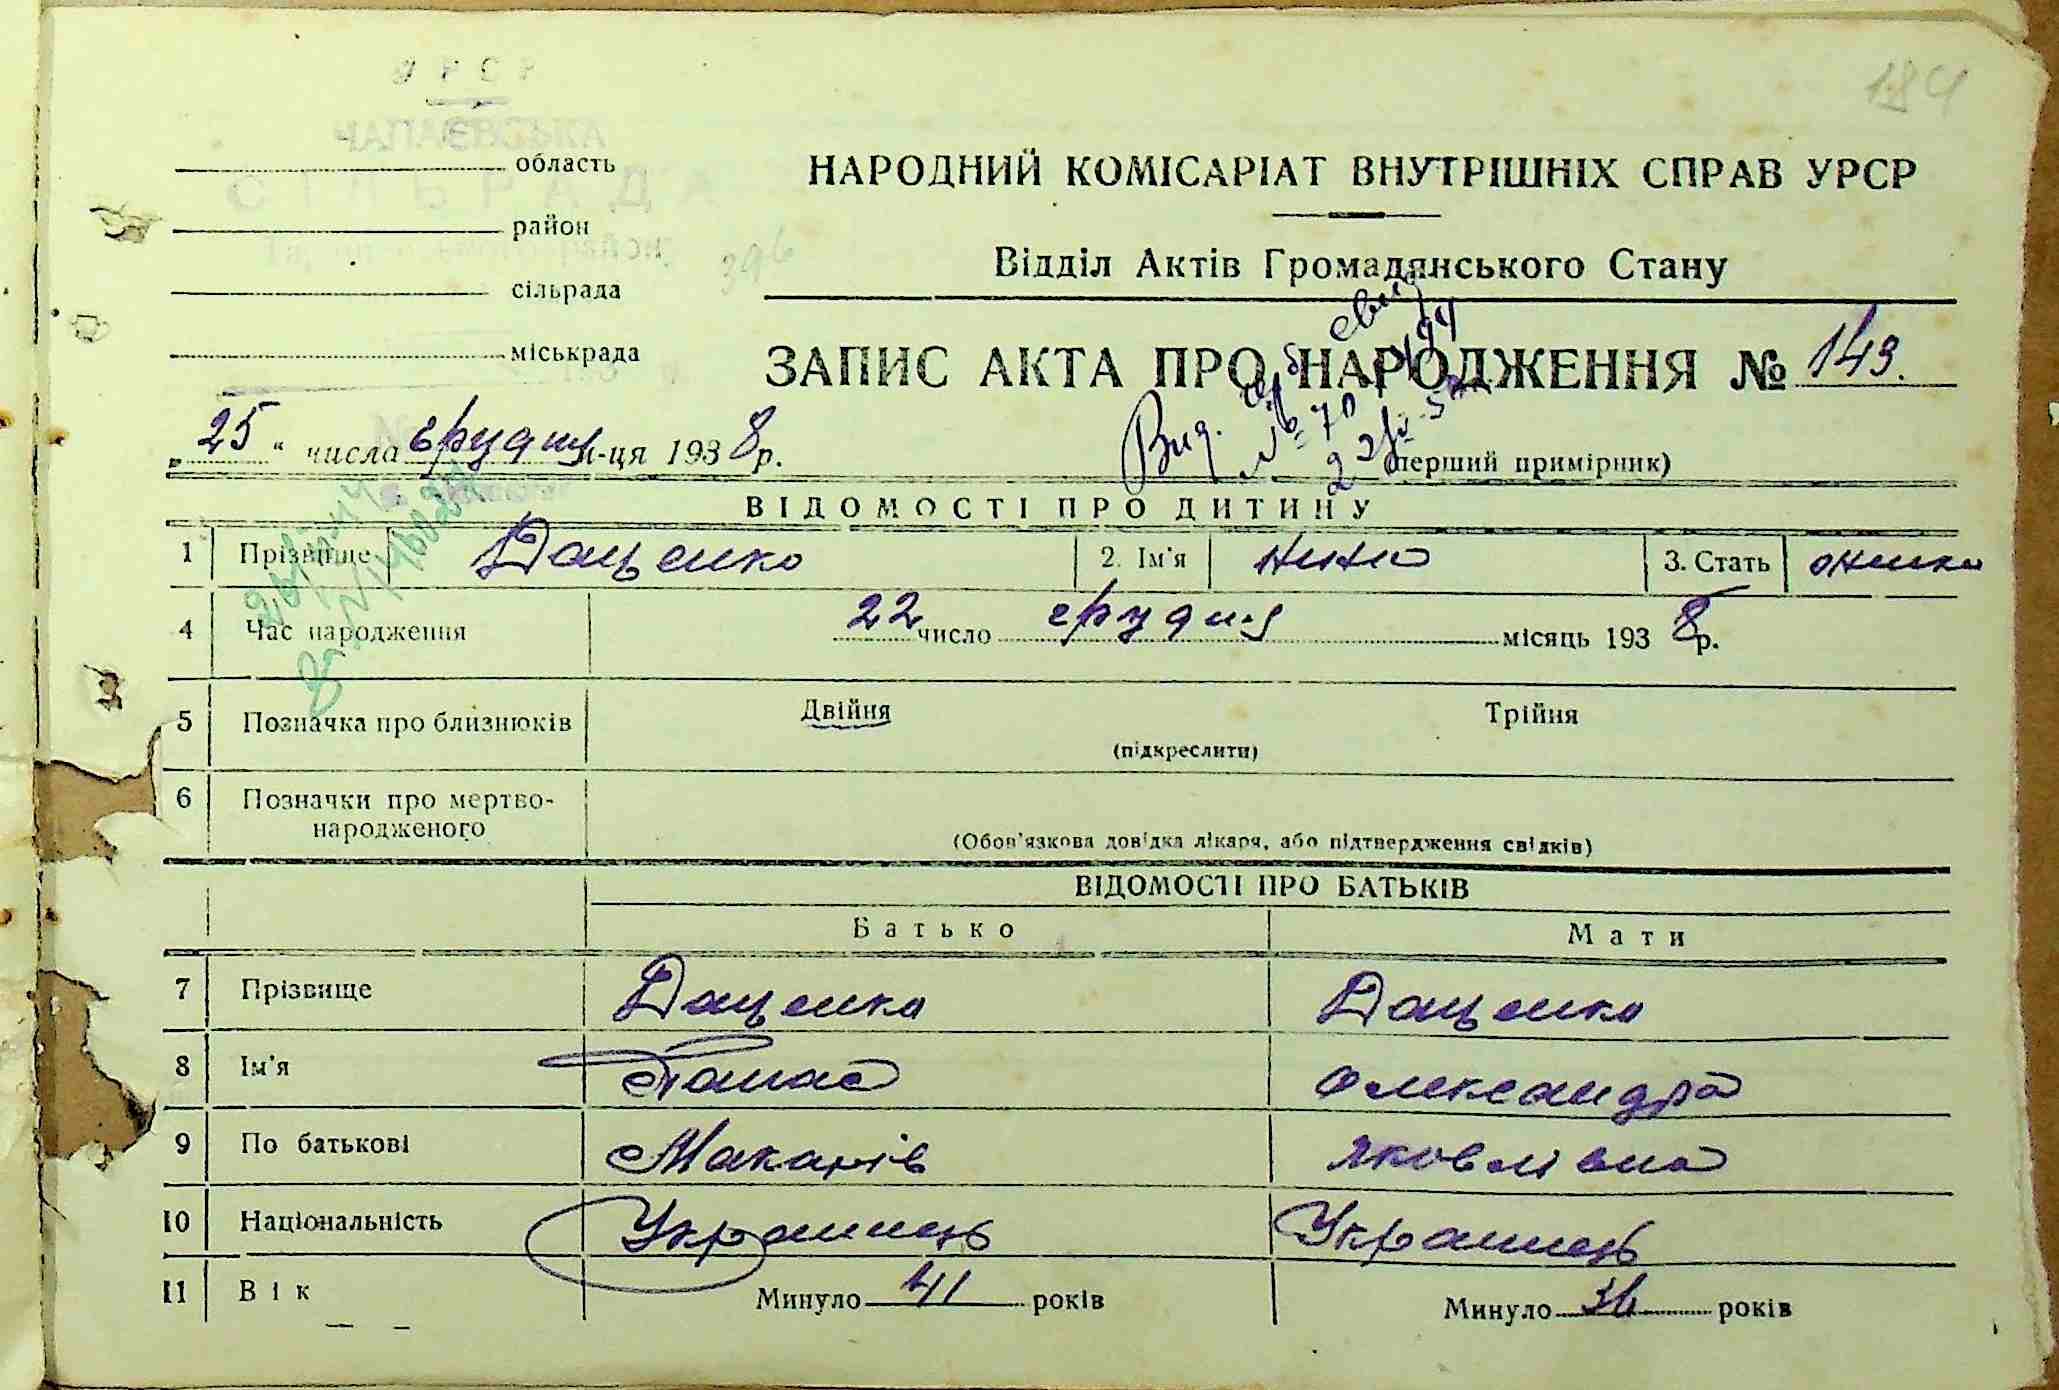 УРСР
184
ЧАПАЄВСЬКА
область
СІЛЬРАДА
НАРОДНИЙ КОМІСАРІАТ ВНУТРІШНІХ СПРАВ УРСР
район
396
Відділ Актів Громадянського Стану
сільрада
міськрада
ЗАПИС АКТА ПРО НАРОДЖЕННЯ № 149.
„25“ числа грудня м-ця 1938 р.
Вид.
(перший примірник)
ВІДОМОСТІ ПРО ДИТИНУ
1 Прізвище Даценко 2. Ім'я Нина 3. Стать жінка
4 Час народження 22 число грудня місяць 1938 р.
5 Позначка про близнюків Двійня Трійня
(підкреслити)
6 Позначки про мертво-
народженого
(Обов'язкова довідка лікаря, або підтвердження свідків)
ВІДОМОСТІ ПРО БАТЬКІВ
Батько Мати
7 Прізвище Даценко Даценко
8 Ім'я Панас Олександра
9 По батькові Макарів Яковлівна
10 Національність Українець Українець
11 Вік Минуло 41 років Минуло 36 років